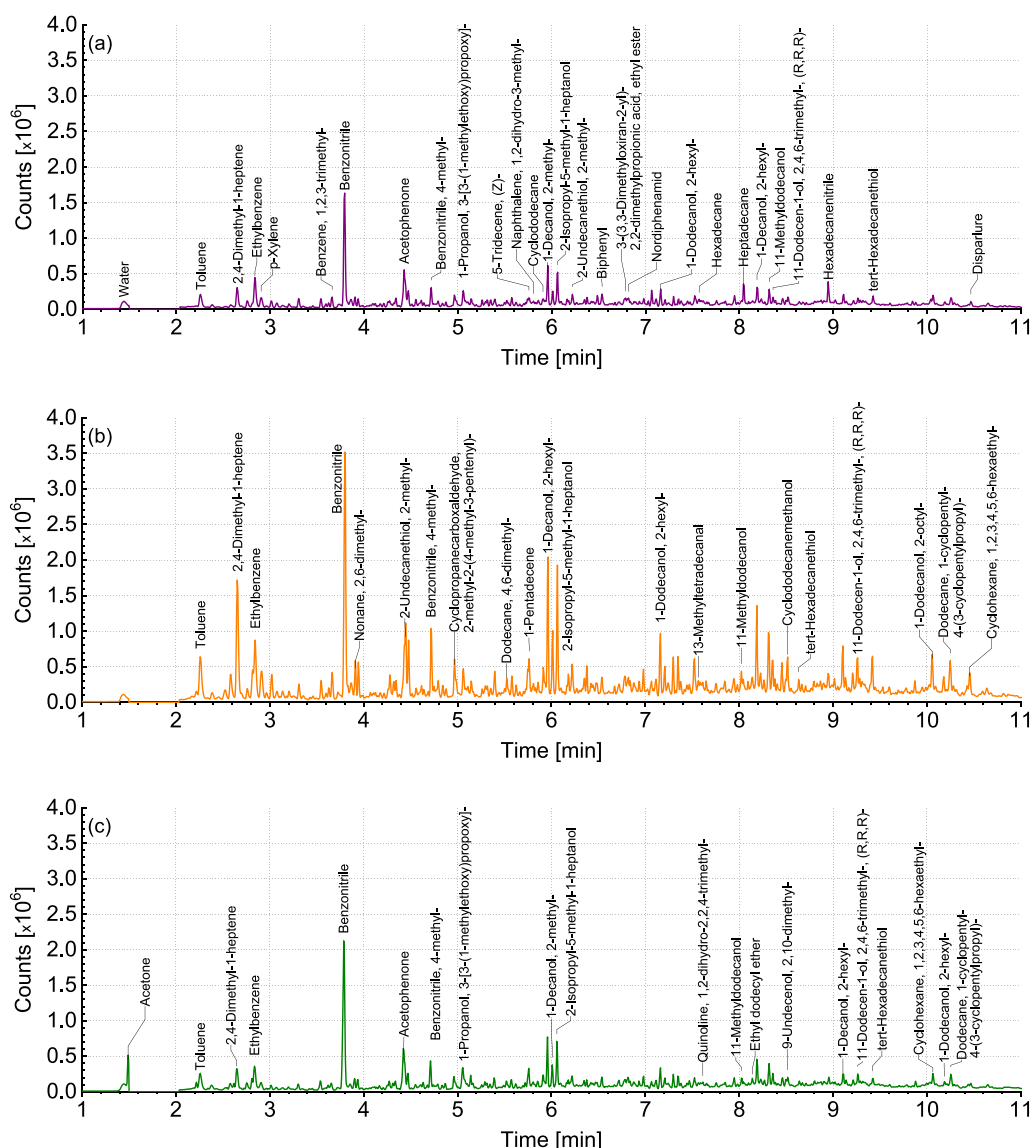 (a)
Counts [x10⁶]
4.0
3.5
3.0
2.5
2.0
1.5
1.0
0.5
0.0
Water
Toluene
2,4-Dimethyl-1-heptene
Ethylbenzene
p-Xylene
Benzene, 1,2,3-trimethyl-
Benzonitrile
Acetophenone
Benzonitrile, 4-methyl-
1-Propanol, 3-[3-(1-methylethoxy)propoxy]-
5-Tridecene, (Z)-
Naphthalene, 1,2-dihydro-3-methyl-
Cyclododecane
1-Decanol, 2-methyl-
2-Isopropyl-5-methyl-1-heptanol
2-Undecanethiol, 2-methyl-
Biphenyl
3-(3,3-Dimethyloxiran-2-yl)-
2,2-dimethylpropionic acid, ethyl ester
Nordiphenamid
1-Dodecanol, 2-hexyl-
Hexadecane
Heptadecane
1-Decanol, 2-hexyl-
11-Methyldodecanol
11-Dodecen-1-ol, 2,4,6-trimethyl-, (R,R,R)-
Hexadecanenitrile
tert-Hexadecanethiol
Disparlure
1 2 3 4 5 6 7 8 9 10 11
Time [min]
(b)
Counts [x10⁶]
4.0
3.5
3.0
2.5
2.0
1.5
1.0
0.5
0.0
Toluene
2,4-Dimethyl-1-heptene
Ethylbenzene
Benzonitrile
Nonane, 2,6-dimethyl-
2-Undecanethiol, 2-methyl-
Benzonitrile, 4-methyl-
Cyclopropanecarboxaldehyde,
2-methyl-2-(4-methyl-3-pentenyl)-
Dodecane, 4,6-dimethyl-
1-Pentadecene
1-Decanol, 2-hexyl-
2-Isopropyl-5-methyl-1-heptanol
1-Dodecanol, 2-hexyl-
13-Methyltetradecanal
11-Methyldodecanol
Cyclododecanemethanol
tert-Hexadecanethiol
11-Dodecen-1-ol, 2,4,6-trimethyl-, (R,R,R)-
1-Dodecanol, 2-octyl-
Dodecane, 1-cyclopentyl-
4-(3-cyclopentylpropyl)-
Cyclohexane, 1,2,3,4,5,6-hexaethyl-
1 2 3 4 5 6 7 8 9 10 11
Time [min]
(c)
Counts [x10⁶]
4.0
3.5
3.0
2.5
2.0
1.5
1.0
0.5
0.0
Acetone
Toluene
2,4-Dimethyl-1-heptene
Ethylbenzene
Benzonitrile
Acetophenone
Benzonitrile, 4-methyl-
1-Propanol, 3-[3-(1-methylethoxy)propoxy]-
1-Decanol, 2-methyl-
2-Isopropyl-5-methyl-1-heptanol
Quinoline, 1,2-dihydro-2,2,4-trimethyl-
11-Methyldodecanol
Ethyl dodecyl ether
9-Undecenol, 2,10-dimethyl-
1-Decanol, 2-hexyl-
11-Dodecen-1-ol, 2,4,6-trimethyl-, (R,R,R)-
tert-Hexadecanethiol
Cyclohexane, 1,2,3,4,5,6-hexaethyl-
1-Dodecanol, 2-hexyl-
Dodecane, 1-cyclopentyl-
4-(3-cyclopentylpropyl)-
1 2 3 4 5 6 7 8 9 10 11
Time [min]